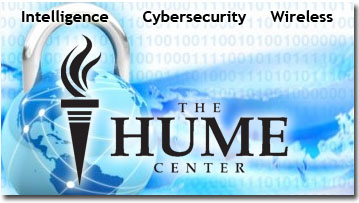 Intelligence Cybersecurity Wireless
THE
HUME
CENTER